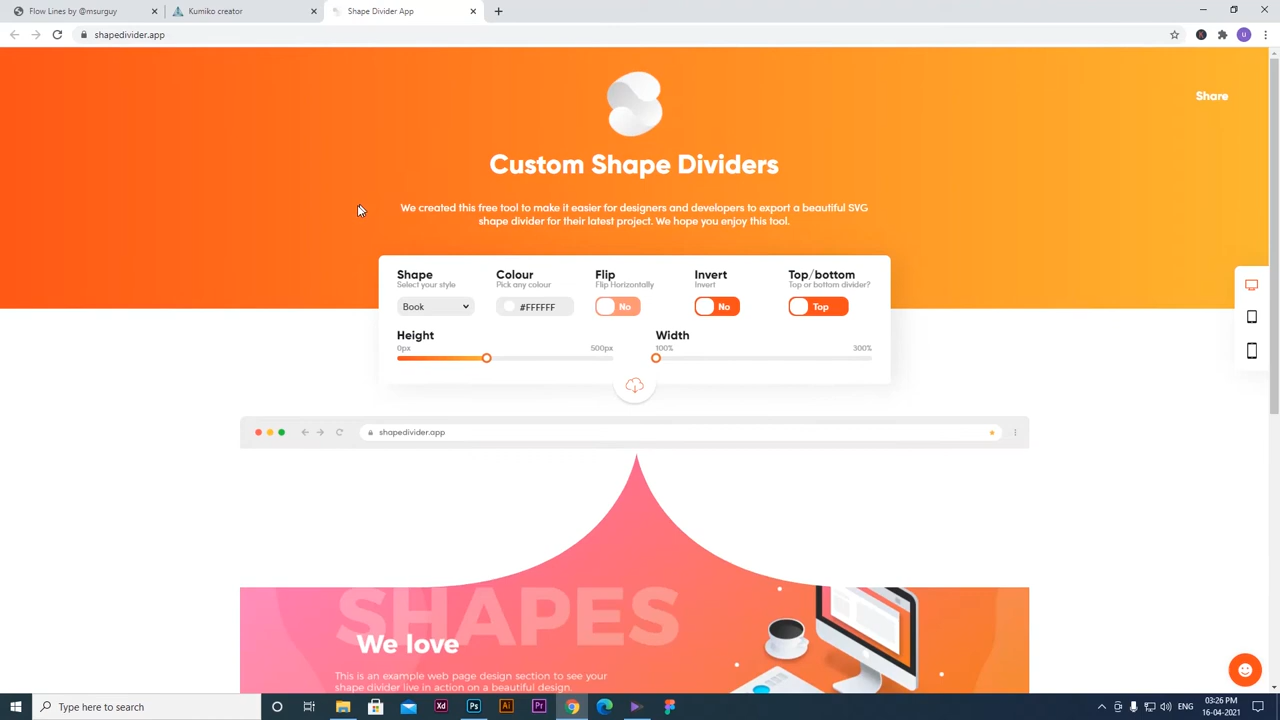 Flow Lines by @msurguy
Kumiko creator
Shape Divider App
shapedivider.app
u
Share
Custom Shape Dividers
We created this free tool to make it easier for designers and developers to export a beautiful SVG
shape divider for their latest project. We hope you enjoy this tool.
Shape Colour Flip Invert Top/bottom
Select your style Pick any colour Flip Horizontally Invert Top or bottom divider?
Book #FFFFFF No No Top
Height Width
0px 500px 100% 300%
shapedivider.app
SHAPES
We love
This is an example web page design section to see your
shape divider live in action on a beautiful design.
Type here to search
Xd Ps Ai Pr
ENG
03:26 PM
16-04-2021